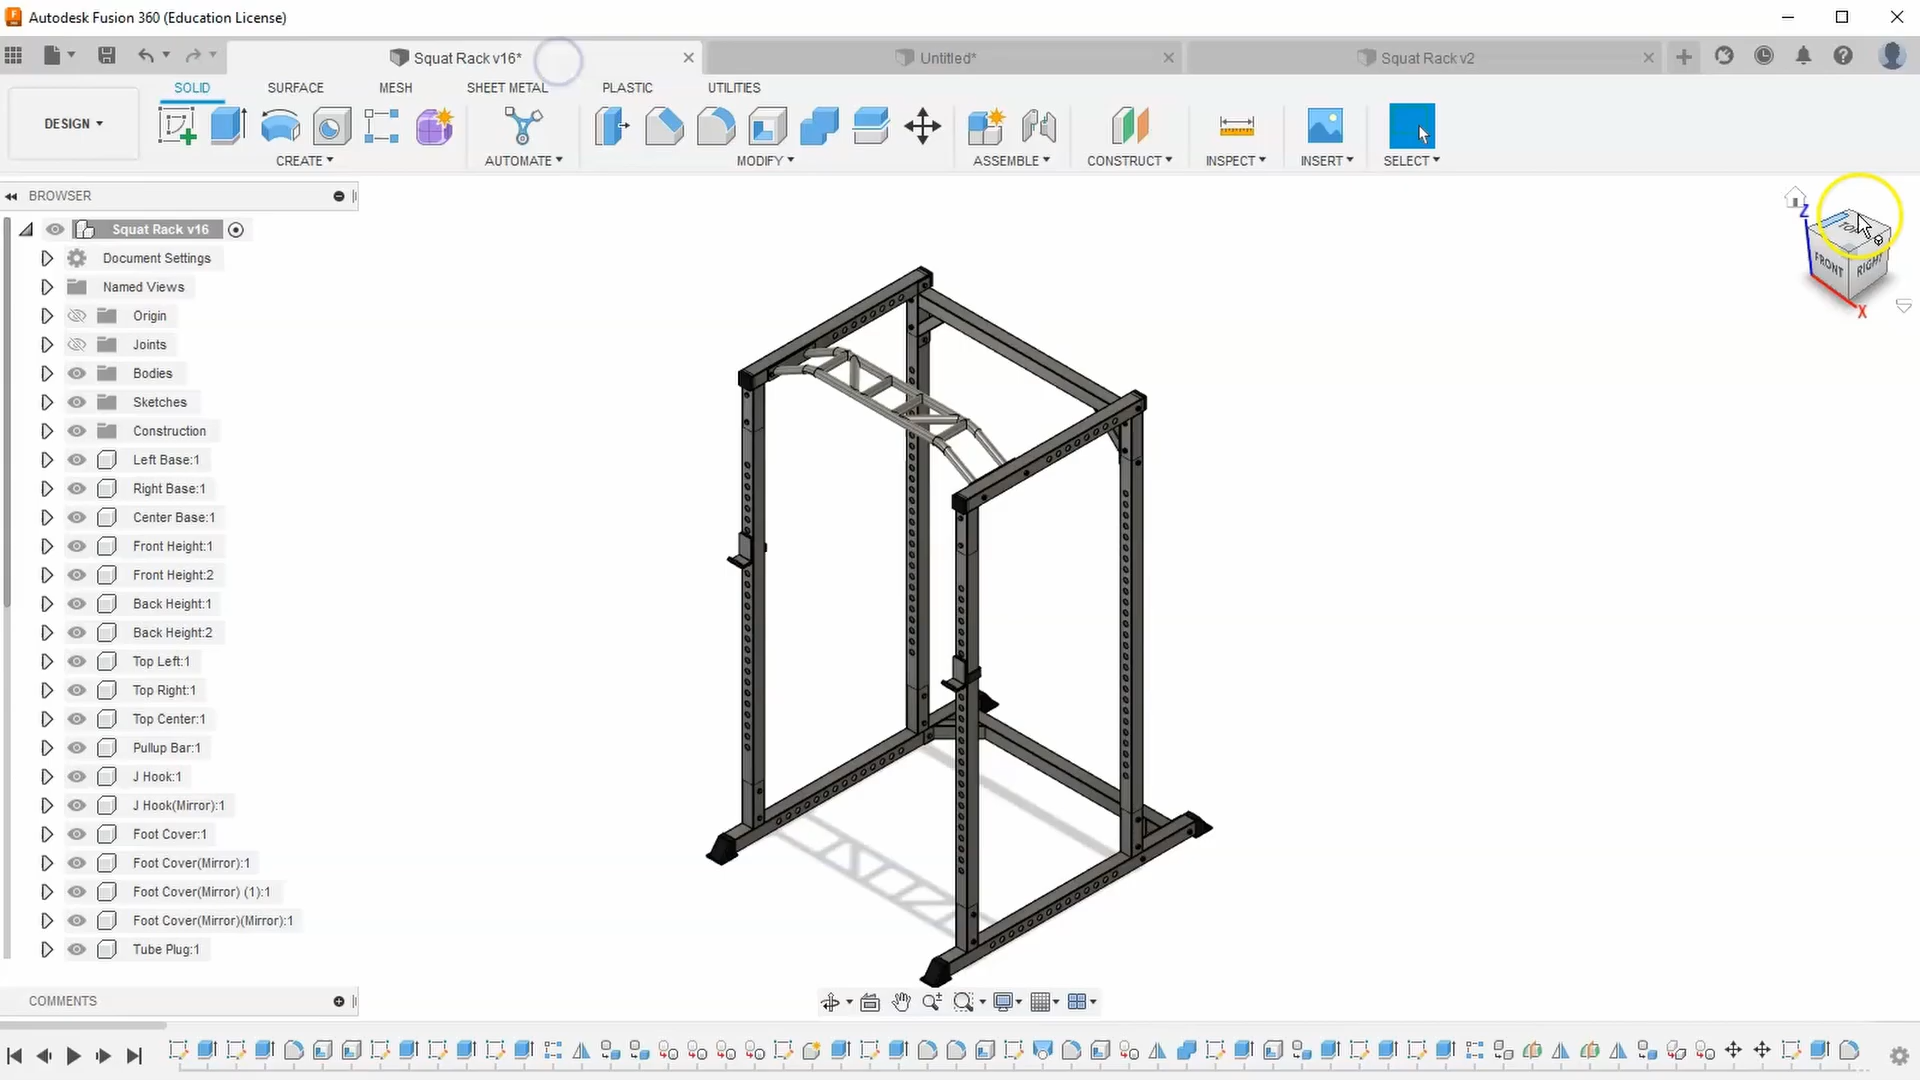 Autodesk Fusion 360 (Education License)
Squat Rack v16*
Untitled*
Squat Rack v2
SOLID
SURFACE
MESH
SHEET METAL
PLASTIC
UTILITIES
DESIGN
CREATE
AUTOMATE
MODIFY
ASSEMBLE
CONSTRUCT
INSPECT
INSERT
SELECT
BROWSER
Squat Rack v16
Document Settings
Named Views
Origin
Joints
Bodies
Sketches
Construction
Left Base:1
Right Base:1
Center Base:1
Front Height:1
Front Height:2
Back Height:1
Back Height:2
Top Left:1
Top Right:1
Top Center:1
Pullup Bar:1
J Hook:1
J Hook(Mirror):1
Foot Cover:1
Foot Cover(Mirror):1
Foot Cover(Mirror) (1):1
Foot Cover(Mirror)(Mirror):1
Tube Plug:1
COMMENTS
Z
TOP
FRONT
RIGHT
X